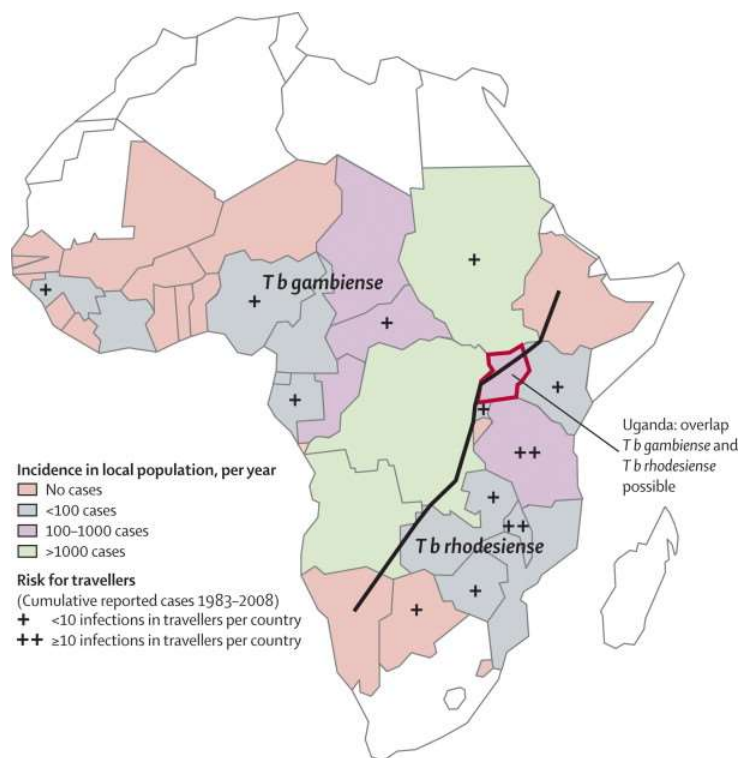 +
T b gambiense
+
+
+
+
+
+
Uganda: overlap
T b gambiense and
T b rhodesiense
possible
++
+
++
T b rhodesiense
+
+
Incidence in local population, per year
No cases
<100 cases
100–1000 cases
>1000 cases
Risk for travellers
(Cumulative reported cases 1983–2008)
+ <10 infections in travellers per country
++ ≥10 infections in travellers per country